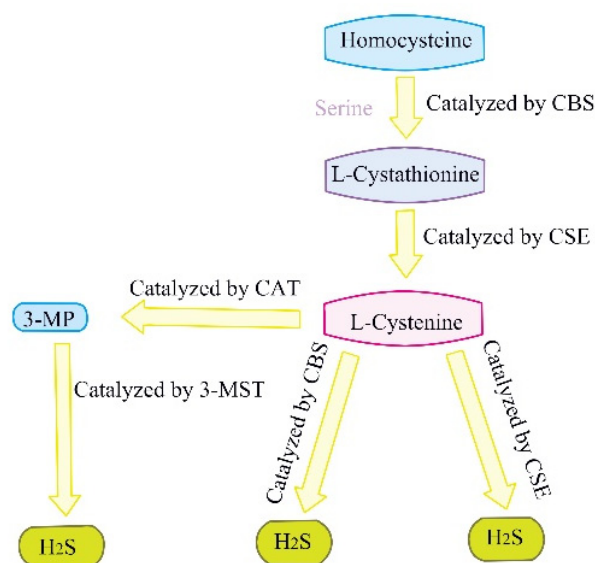 Homocysteine
Serine
Catalyzed by CBS
L-Cystathionine
Catalyzed by CSE
Catalyzed by CAT
3-MP
L-Cystenine
Catalyzed by 3-MST
Catalyzed by CBS
Catalyzed by CSE
H2S
H2S
H2S